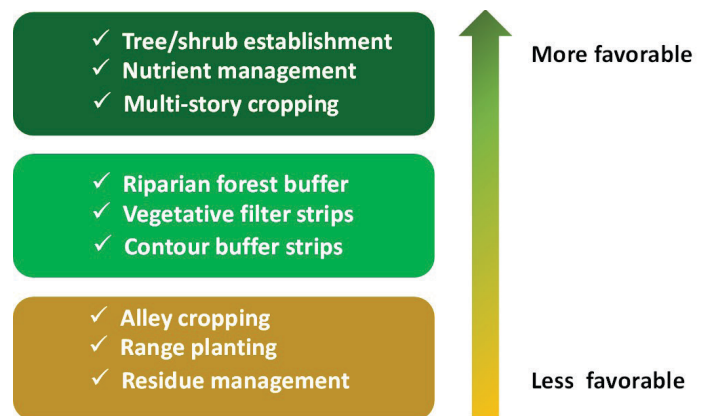 ✓ Tree/shrub establishment
✓ Nutrient management
✓ Multi-story cropping
More favorable
✓ Riparian forest buffer
✓ Vegetative filter strips
✓ Contour buffer strips
✓ Alley cropping
✓ Range planting
✓ Residue management
Less favorable